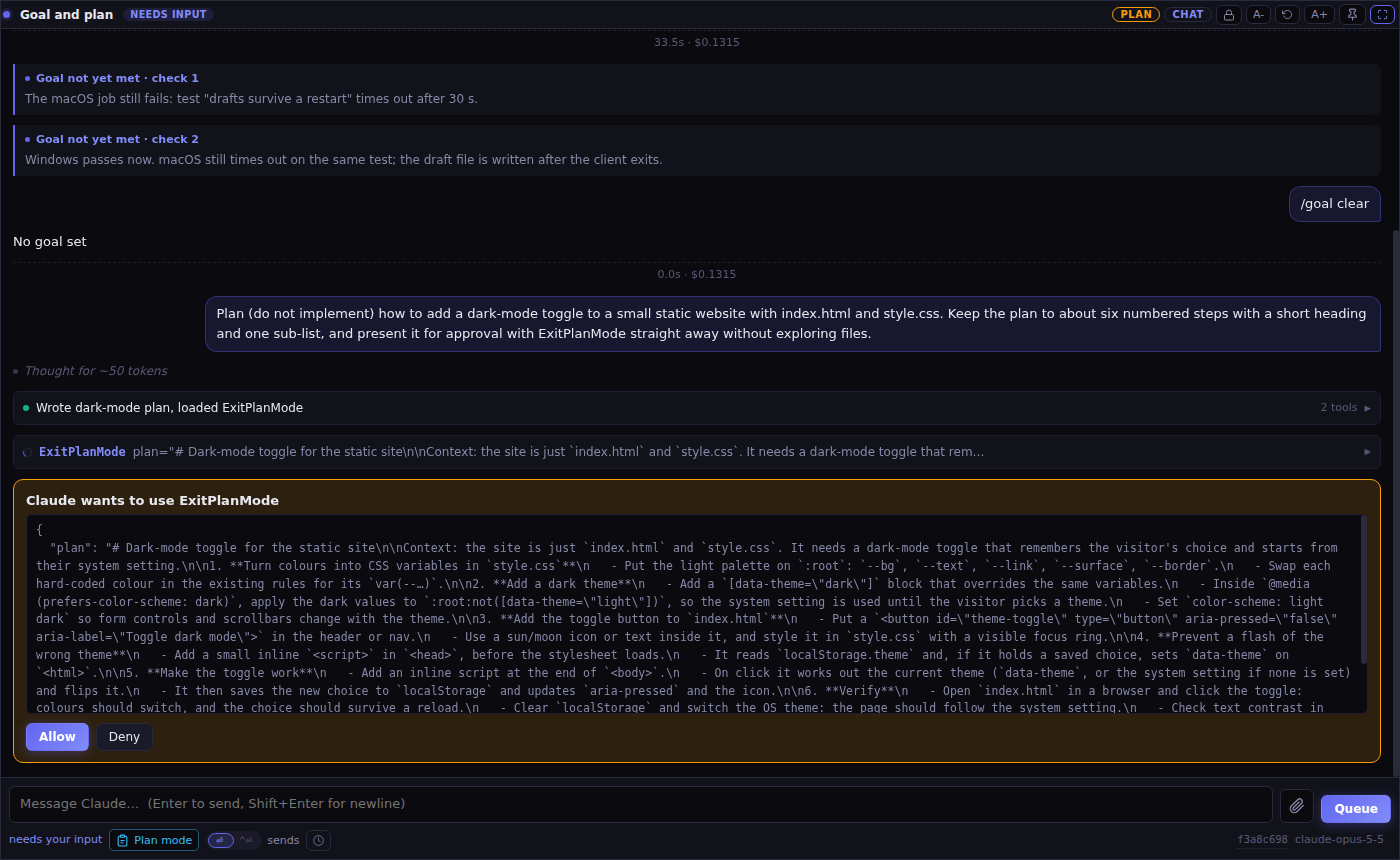 Goal and plan NEEDS INPUT PLAN CHAT A- A+
33.5s · $0.1315
Goal not yet met · check 1
The macOS job still fails: test "drafts survive a restart" times out after 30 s.
Goal not yet met · check 2
Windows passes now. macOS still times out on the same test; the draft file is written after the client exits.
/goal clear
No goal set
0.0s · $0.1315
Plan (do not implement) how to add a dark-mode toggle to a small static website with index.html and style.css. Keep the plan to about six numbered steps with a short heading
and one sub-list, and present it for approval with ExitPlanMode straight away without exploring files.
Thought for ~50 tokens
Wrote dark-mode plan, loaded ExitPlanMode 2 tools ▸
ExitPlanMode plan="# Dark-mode toggle for the static site\n\nContext: the site is just `index.html` and `style.css`. It needs a dark-mode toggle that rem… ▸
Claude wants to use ExitPlanMode
{
"plan": "# Dark-mode toggle for the static site\n\nContext: the site is just `index.html` and `style.css`. It needs a dark-mode toggle that remembers the visitor's choice and starts from
their system setting.\n\n1. **Turn colours into CSS variables in `style.css`**\n   - Put the light palette on `:root`: `--bg`, `--text`, `--link`, `--surface`, `--border`.\n   - Swap each
hard-coded colour in the existing rules for its `var(--…)`.\n\n2. **Add a dark theme**\n   - Add a `[data-theme=\"dark\"]` block that overrides the same variables.\n   - Inside `@media
(prefers-color-scheme: dark)`, apply the dark values to `:root:not([data-theme=\"light\"])`, so the system setting is used until the visitor picks a theme.\n   - Set `color-scheme: light
dark` so form controls and scrollbars change with the theme.\n\n3. **Add the toggle button to `index.html`**\n   - Put a `<button id=\"theme-toggle\" type=\"button\" aria-pressed=\"false\"
aria-label=\"Toggle dark mode\">` in the header or nav.\n   - Use a sun/moon icon or text inside it, and style it in `style.css` with a visible focus ring.\n\n4. **Prevent a flash of the
wrong theme**\n   - Add a small inline `<script>` in `<head>`, before the stylesheet loads.\n   - It reads `localStorage.theme` and, if it holds a saved choice, sets `data-theme` on
`<html>`.\n\n5. **Make the toggle work**\n   - Add an inline script at the end of `<body>`.\n   - On click it works out the current theme (`data-theme`, or the system setting if none is set)
and flips it.\n   - It then saves the new choice to `localStorage` and updates `aria-pressed` and the icon.\n\n6. **Verify**\n   - Open `index.html` in a browser and click the toggle:
colours should switch, and the choice should survive a reload.\n   - Clear `localStorage` and switch the OS theme: the page should follow the system setting.\n   - Check text contrast in
Allow Deny
Message Claude… (Enter to send, Shift+Enter for newline) Queue
needs your input Plan mode ⏎ ^⏎ sends f3a8c698 claude-opus-5-5